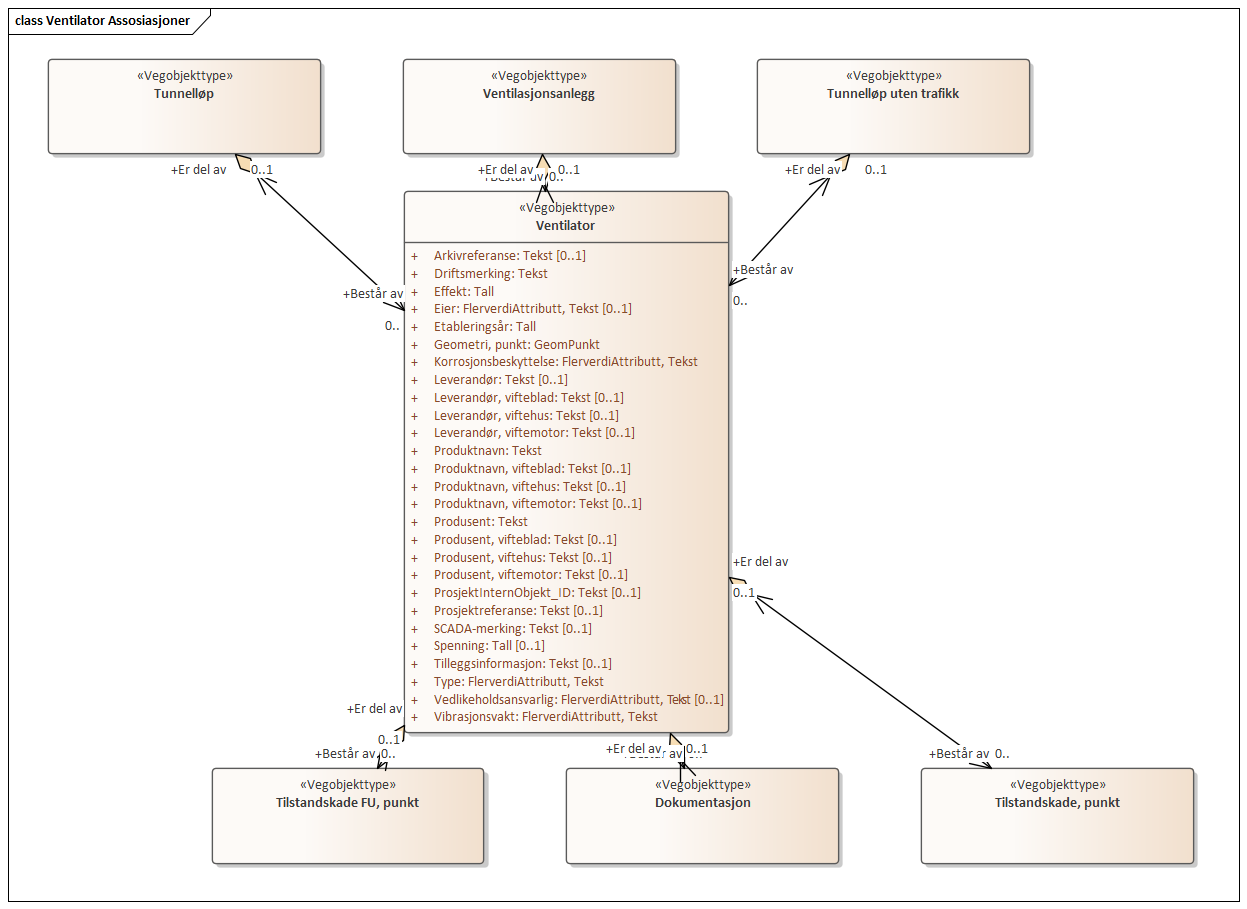 class Ventilator Assosiasjoner
«Vegobjekttype»
Tunnelløp
«Vegobjekttype»
Ventilasjonsanlegg
«Vegobjekttype»
Tunnelløp uten trafikk
+Er del av
0..1
+Er del av
0..1
+Består av
0..
+Er del av
0..1
+Består av
0..
+Består av
0..
«Vegobjekttype»
Ventilator
+ Arkivreferanse: Tekst [0..1]
+ Driftsmerking: Tekst
+ Effekt: Tall
+ Eier: FlerverdiAttributt, Tekst [0..1]
+ Etableringsår: Tall
+ Geometri, punkt: GeomPunkt
+ Korrosjonsbeskyttelse: FlerverdiAttributt, Tekst
+ Leverandør: Tekst [0..1]
+ Leverandør, vifteblad: Tekst [0..1]
+ Leverandør, viftehus: Tekst [0..1]
+ Leverandør, viftemotor: Tekst [0..1]
+ Produktnavn: Tekst
+ Produktnavn, vifteblad: Tekst [0..1]
+ Produktnavn, viftehus: Tekst [0..1]
+ Produktnavn, viftemotor: Tekst [0..1]
+ Produsent: Tekst
+ Produsent, vifteblad: Tekst [0..1]
+ Produsent, viftehus: Tekst [0..1]
+ Produsent, viftemotor: Tekst [0..1]
+ ProsjektInternObjekt_ID: Tekst [0..1]
+ Prosjektreferanse: Tekst [0..1]
+ SCADA-merking: Tekst [0..1]
+ Spenning: Tall [0..1]
+ Tilleggsinformasjon: Tekst [0..1]
+ Type: FlerverdiAttributt, Tekst
+ Vedlikeholdsansvarlig: FlerverdiAttributt, Tekst [0..1]
+ Vibrasjonsvakt: FlerverdiAttributt, Tekst
+Er del av
0..1
+Er del av
0..1
+Består av 0..
+Er del av
0..1
av
+Består av 0..
«Vegobjekttype»
Tilstandskade FU, punkt
«Vegobjekttype»
Dokumentasjon
«Vegobjekttype»
Tilstandskade, punkt